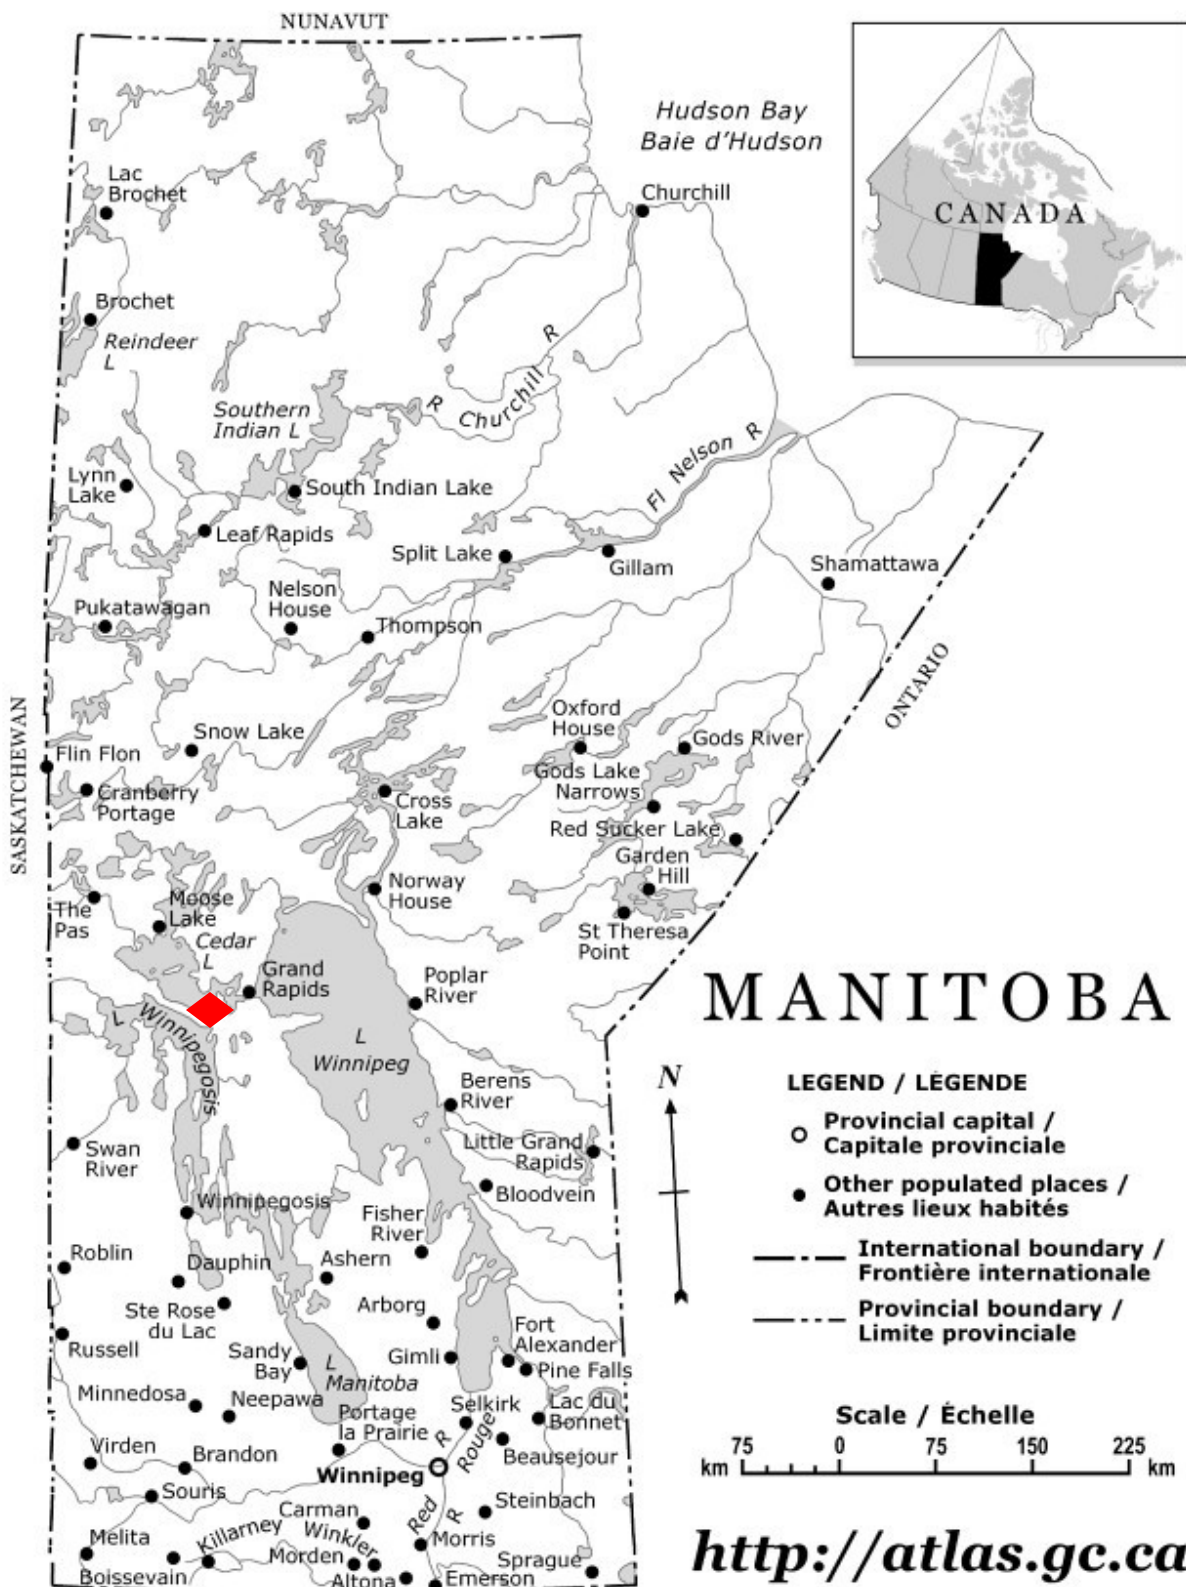 NUNAVUT
Hudson Bay
Baie d'Hudson
CANADA
Lac
Brochet
Churchill
Brochet
Reindeer
L
Southern
Indian L
R Churchill R
Fl Nelson R
Lynn
Lake
South Indian Lake
Leaf Rapids
Split Lake
Gillam
Shamattawa
Nelson
House
Pukatawagan
Thompson
ONTARIO
SASKATCHEWAN
Oxford
House
Snow Lake
Gods River
Flin Flon
Gods Lake
Narrows
Cranberry
Portage
Cross
Lake
Red Sucker Lake
Garden
Hill
Norway
House
The
Pas
Moose
Lake
St Theresa
Point
Cedar
L
Grand
Rapids
Poplar
River
MANITOBA
L Winnipegosis
L
Winnipeg
N
LEGEND / LÉGENDE
Provincial capital /
Capitale provinciale
Other populated places /
Autres lieux habités
International boundary /
Frontière internationale
Provincial boundary /
Limite provinciale
Berens
River
Swan
River
Little Grand
Rapids
Bloodvein
Winnipegosis
Fisher
River
Roblin
Dauphin
Ashern
Ste Rose
du Lac
Arborg
Fort
Alexander
Russell
Sandy
Bay
Gimli
Pine Falls
L
Manitoba
Minnedosa
Neepawa
Portage
la Prairie
Selkirk
Lac du
Bonnet
Scale / Échelle
75 0 75 150 225
km km
Virden
Brandon
Winnipeg
R Rouge
Beausejour
Souris
Carman
Red R
Steinbach
Melita
Killarney
Winkler
Morris
Boissevain
Morden
Altona
Emerson
Sprague
http://atlas.gc.ca